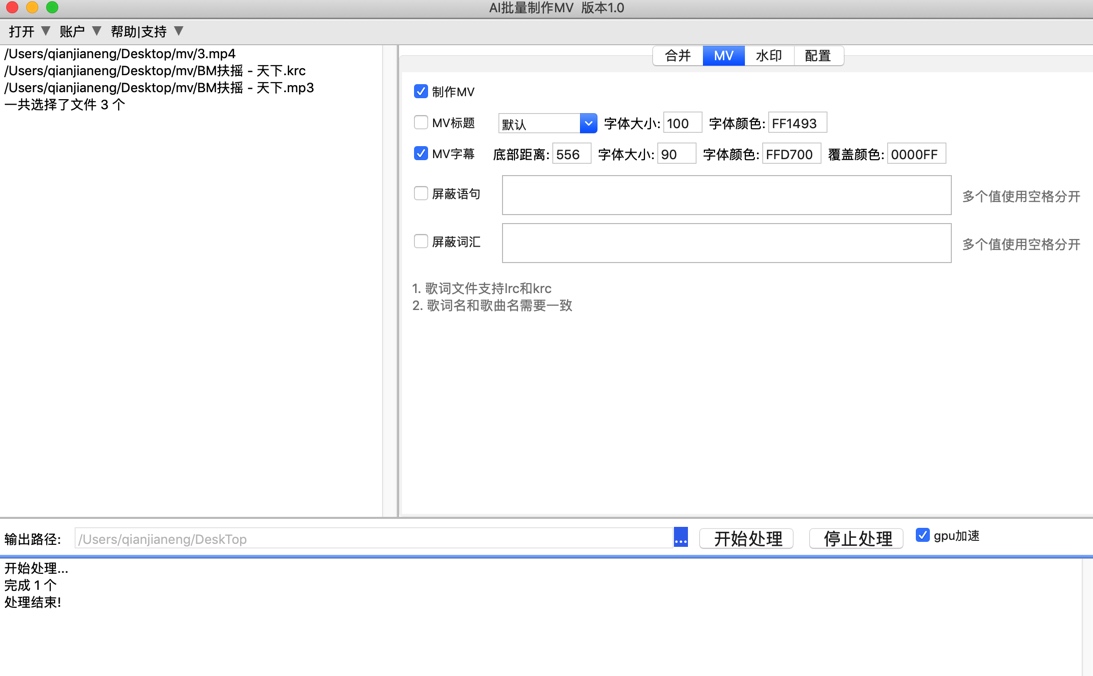 AI批量制作MV 版本1.0
打开 ▼ 账户 ▼ 帮助|支持 ▼
/Users/qianjianeng/Desktop/mv/3.mp4
/Users/qianjianeng/Desktop/mv/BM扶摇 - 天下.krc
/Users/qianjianeng/Desktop/mv/BM扶摇 - 天下.mp3
一共选择了文件 3 个
合并 MV 水印 配置
制作MV
MV标题 默认 字体大小: 100 字体颜色: FF1493
MV字幕 底部距离: 556 字体大小: 90 字体颜色: FFD700 覆盖颜色: 0000FF
屏蔽语句 多个值使用空格分开
屏蔽词汇 多个值使用空格分开
1. 歌词文件支持lrc和krc
2. 歌词名和歌曲名需要一致
输出路径: /Users/qianjianeng/DeskTop ... 开始处理 停止处理 gpu加速
开始处理...
完成 1 个
处理结束!